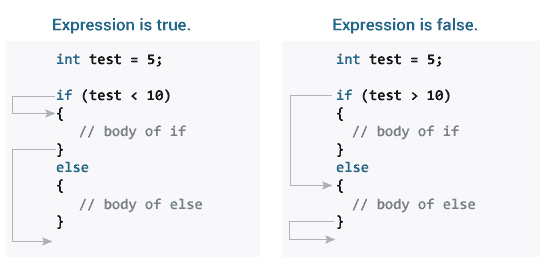 Expression is true.
int test = 5;
if (test < 10)
{
// body of if
}
else
{
// body of else
}
Expression is false.
int test = 5;
if (test > 10)
{
// body of if
}
else
{
// body of else
}